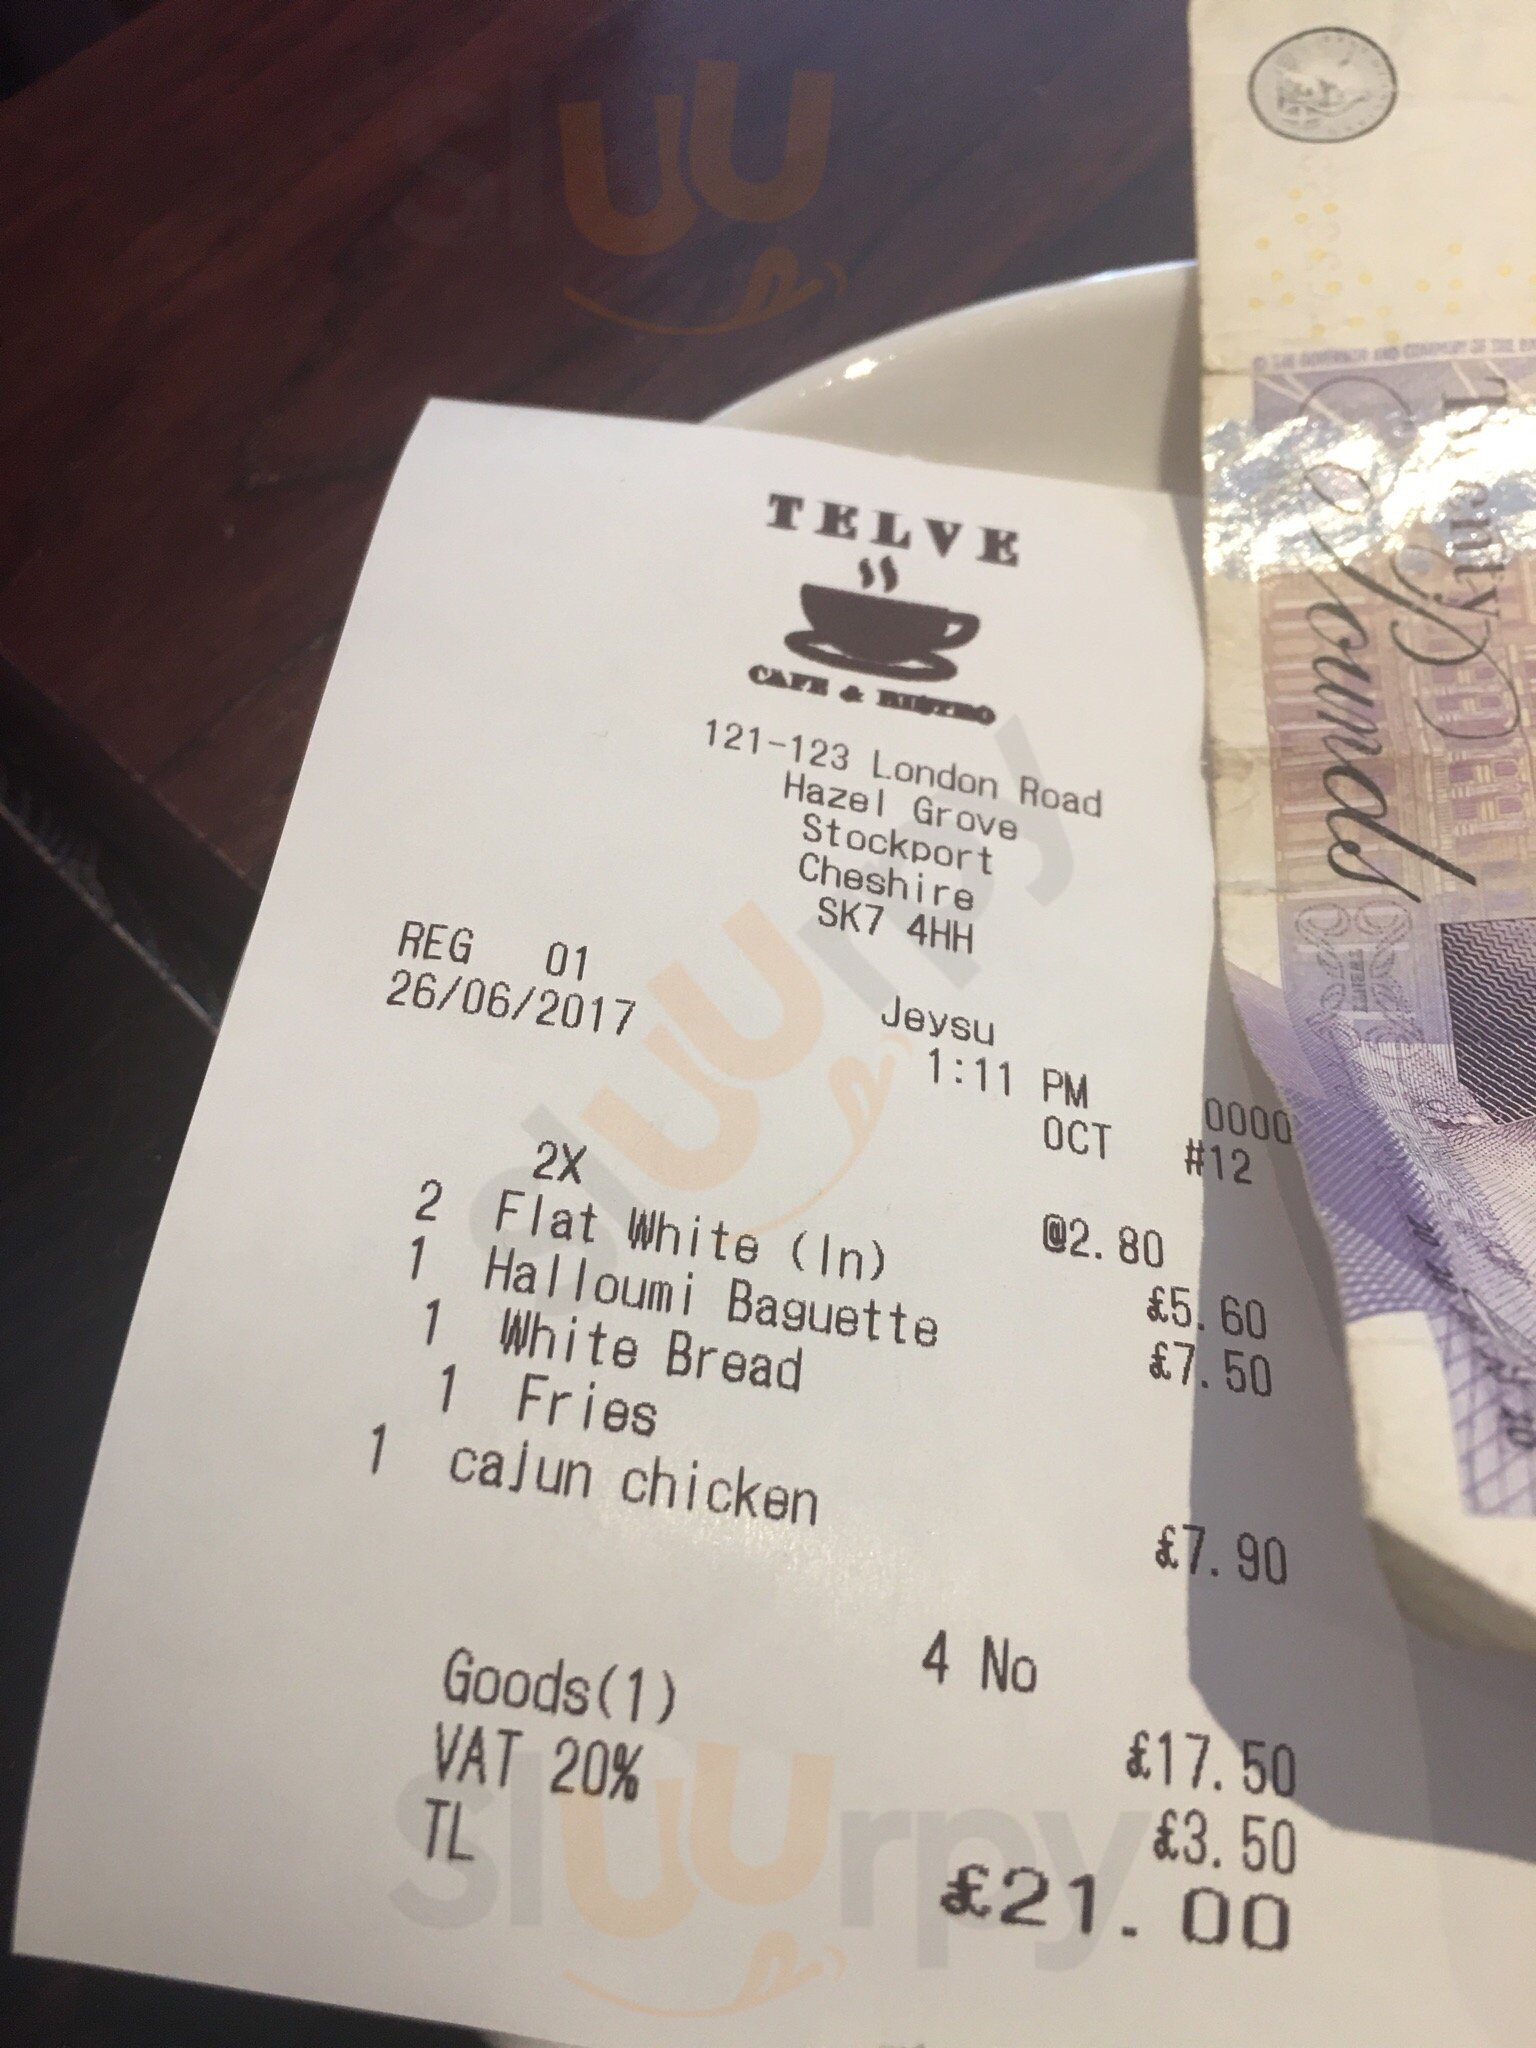 TELVE
CAFE & BISTRO
121-123 London Road
Hazel Grove
Stockport
Cheshire
SK7 4HH
REG 01 Jeysu
26/06/2017 1:11 PM 0000
OCT #12
2X @2.80
2 Flat White (In) £5.60
1 Halloumi Baguette £7.50
1 White Bread
1 Fries
1 cajun chicken £7.90
4 No
Goods(1) £17.50
VAT 20% £3.50
TL £21.00
Twenty
Pounds
slurpy
slurpy
slurpy